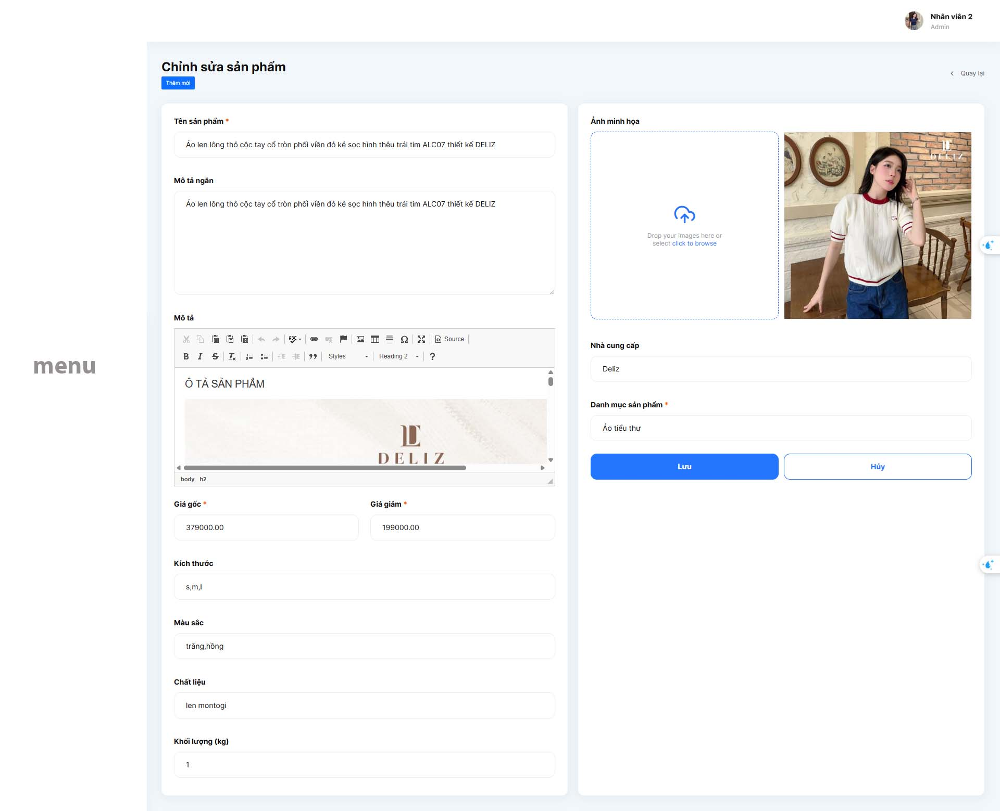 Nhân viên 2
Admin
menu
Chỉnh sửa sản phẩm
Thêm mới
Quay lại
Tên sản phẩm *
Áo len lông thỏ cộc tay cổ tròn phối viền đỏ kẻ sọc hình thêu trái tim ALC07 thiết kế DELIZ
Mô tả ngắn
Áo len lông thỏ cộc tay cổ tròn phối viền đỏ kẻ sọc hình thêu trái tim ALC07 thiết kế DELIZ
Mô tả
ABC
Source
B I S Tx
Styles
Heading 2
?
Ô TẢ SẢN PHẨM
DELIZ
body h2
Giá gốc *
Giá giảm *
379000.00
199000.00
Kích thước
s,m,l
Màu sắc
trắng,hồng
Chất liệu
len montogi
Khối lượng (kg)
1
Ảnh minh họa
Drop your images here or
select click to browse
DELIZ
Nhà cung cấp
Deliz
Danh mục sản phẩm *
Áo tiểu thư
Lưu
Hủy